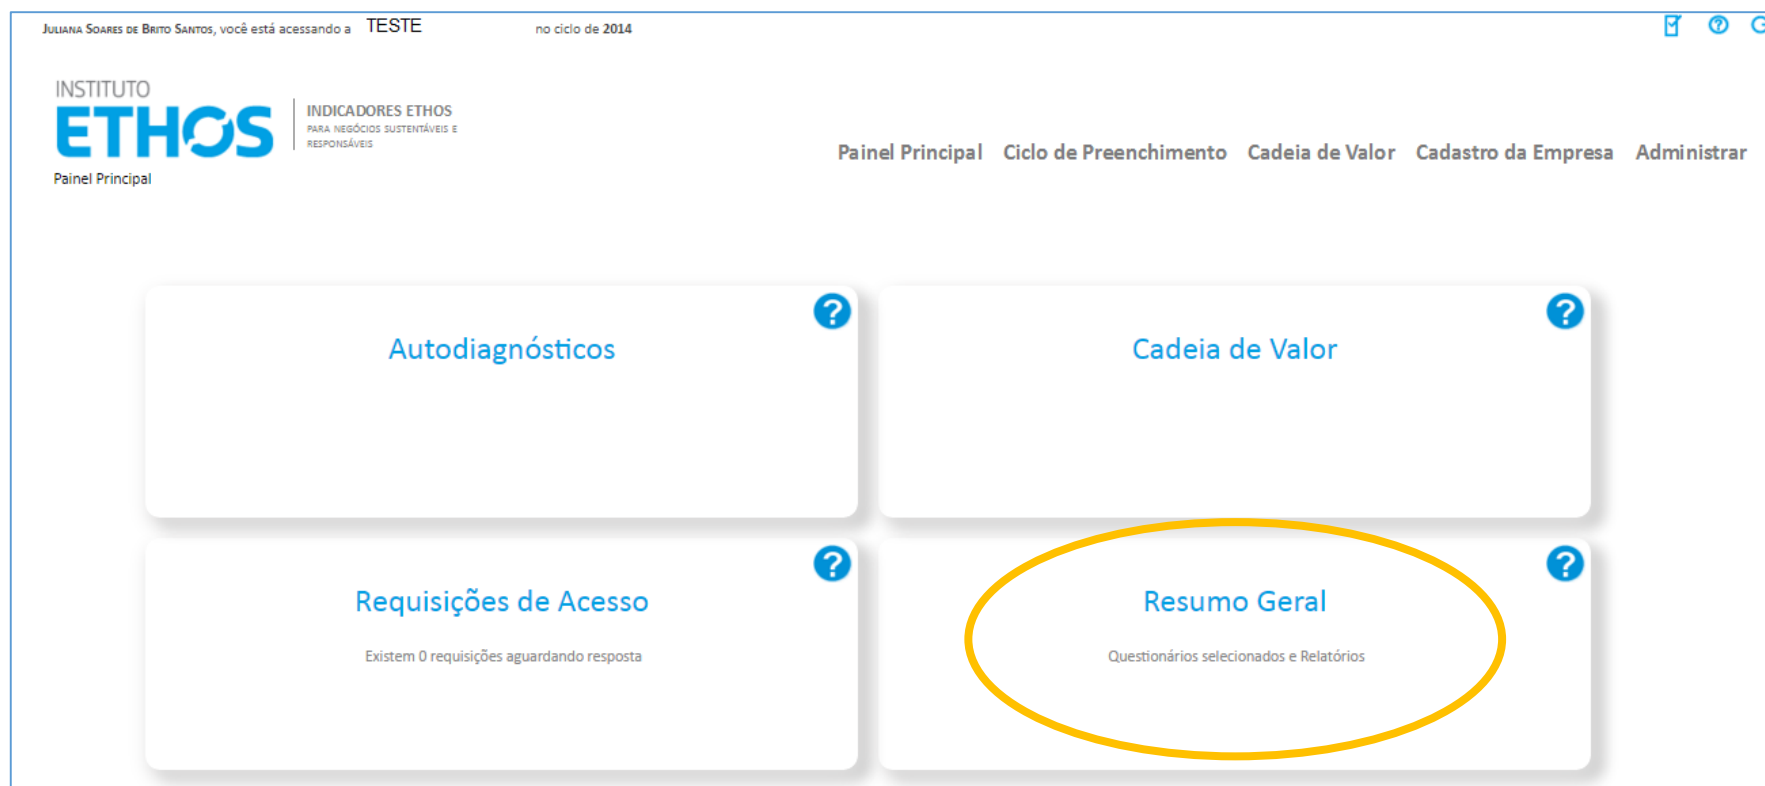 Juliana Soares de Brito Santos, você está acessando a TESTE no ciclo de 2014
INSTITUTO
ETHOS
INDICADORES ETHOS
PARA NEGÓCIOS SUSTENTÁVEIS E
RESPONSÁVEIS
Painel Principal
Painel Principal Ciclo de Preenchimento Cadeia de Valor Cadastro da Empresa Administrar
?
Autodiagnósticos
?
Cadeia de Valor
?
Requisições de Acesso
Existem 0 requisições aguardando resposta
?
Resumo Geral
Questionários selecionados e Relatórios